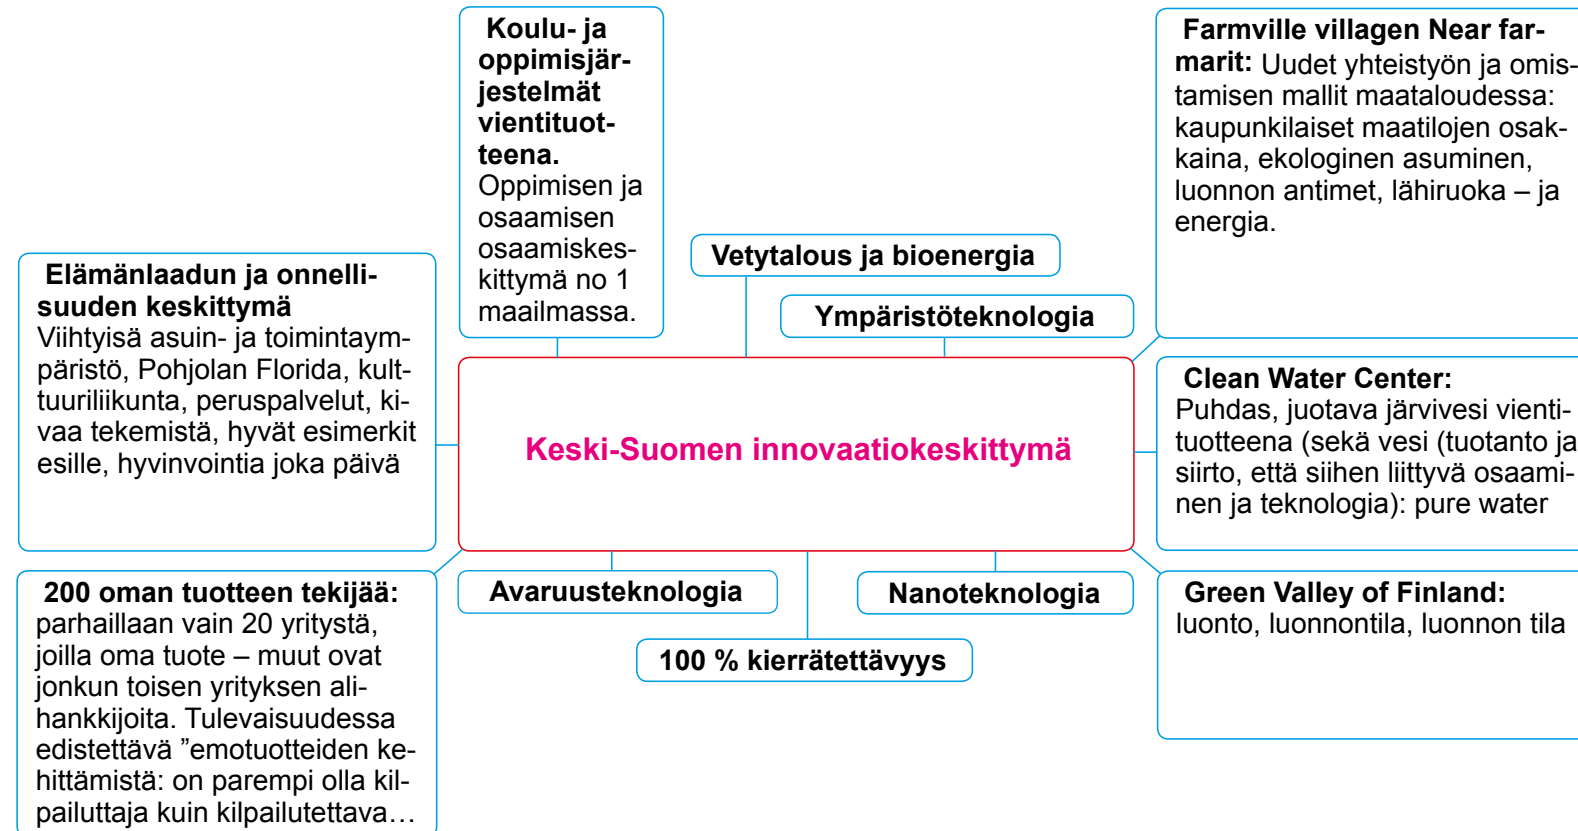 Koulu- ja
oppimisjär-
jestelmät
vientituot-
teena.
Oppimisen ja
osaamisen
osaamiskes-
kittymä no 1
maailmassa.
Farmville villagen Near far-
marit: Uudet yhteistyön ja omis-
tamisen mallit maataloudessa:
kaupunkilaiset maatilojen osak-
kaina, ekologinen asuminen,
luonnon antimet, lähiruoka – ja
energia.
Vetytalous ja bioenergia
Ympäristöteknologia
Elämänlaadun ja onnelli-
suuden keskittymä
Viihtyisä asuin- ja toimintaym-
päristö, Pohjolan Florida, kult-
tuuriliikunta, peruspalvelut, ki-
vaa tekemistä, hyvät esimerkit
esille, hyvinvointia joka päivä
Keski-Suomen innovaatiokeskittymä
Clean Water Center:
Puhdas, juotava järvivesi vienti-
tuotteena (sekä vesi (tuotanto ja
siirto, että siihen liittyvä osaami-
nen ja teknologia): pure water
200 oman tuotteen tekijää:
parhaillaan vain 20 yritystä,
joilla oma tuote – muut ovat
jonkun toisen yrityksen ali-
hankkijoita. Tulevaisuudessa
edistettävä ”emotuotteiden ke-
hittämistä: on parempi olla kil-
pailuttaja kuin kilpailutettava…
Avaruusteknologia
Nanoteknologia
100 % kierrätettävyys
Green Valley of Finland:
luonto, luonnontila, luonnon tila